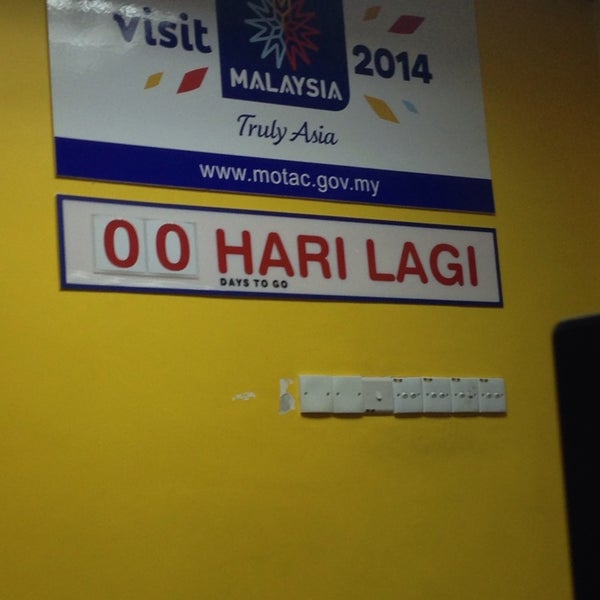 visit
MALAYSIA
2014
Truly Asia
www.motac.gov.my
00 HARI LAGI
DAYS TO GO